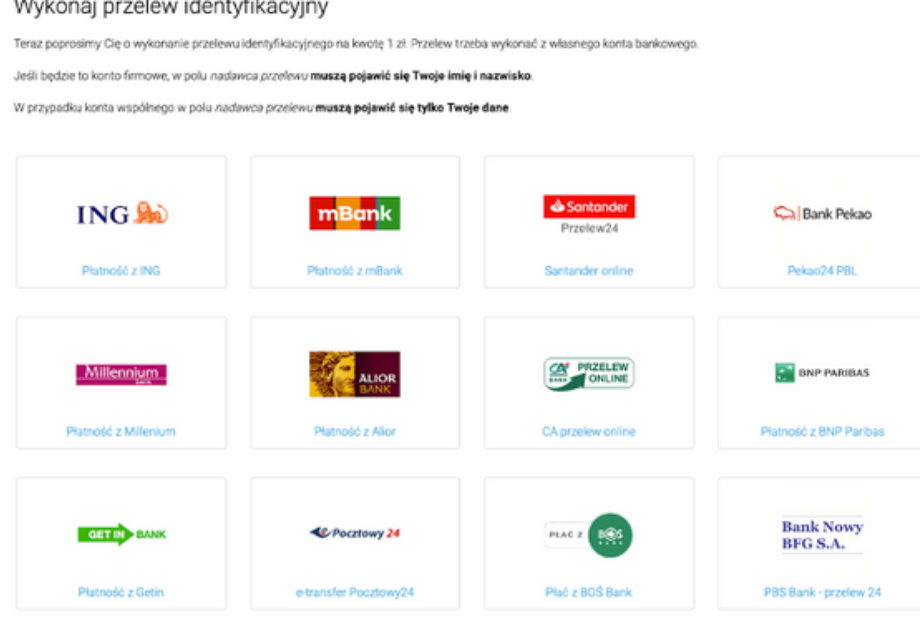 Wykonaj przelew identyfikacyjny
Teraz poprosimy Cię o wykonanie przelewu identyfikacyjnego na kwotę 1 zł. Przelew trzeba wykonać z własnego konta bankowego.
Jeśli będzie to konto firmowe, w polu nadawca przelewu muszą pojawić się Twoje imię i nazwisko.
W przypadku konta wspólnego w polu nadawca przelewu muszą pojawić się tylko Twoje dane.
ING
Płatność z ING
mBank
Płatność z mBank
Santander
Przelew24
Santander online
Bank Pekao
Pekao24 PBL
Millennium
bank
Płatność z Millenium
ALIOR
BANK
Płatność z Alior
CA
BANK
PRZELEW
ONLINE
CA przelew online
BNP PARIBAS
Płatność z BNP Paribas
GET IN BANK
Płatność z Getin
Pocztowy 24
e-transfer Pocztowy24
PŁAĆ Z
BOŚ
BANK
Płać z BOŚ Bank
Bank Nowy
BFG S.A.
PBS Bank - przelew 24